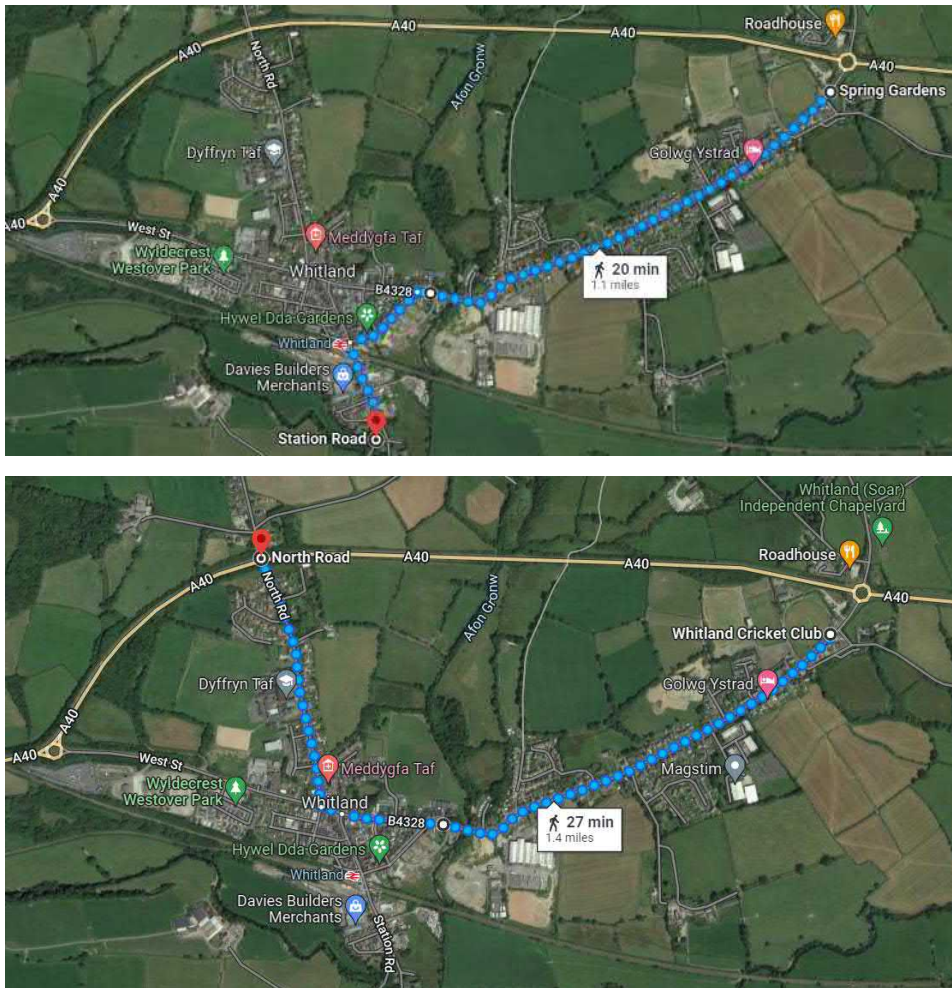 Roadhouse
A40
A40
A40
North Rd
Afon Gronw
Spring Gardens
Dyffryn Taf
Golwg Ystrad
A40
A40
West St
Meddygfa Taf
Wyldecrest
Westover Park
Whitland
20 min
1.1 miles
B4328
Hywel Dda Gardens
Whitland
Davies Builders
Merchants
Station Road
Whitland (Soar)
Independent Chapelyard
North Road
A40
A40
Roadhouse
A40
A40
North Rd
Afon Gronw
Whitland Cricket Club
Dyffryn Taf
Golwg Ystrad
A40
A40
West St
Meddygfa Taf
Magstim
Wyldecrest
Westover Park
Whitland
B4328
27 min
1.4 miles
Hywel Dda Gardens
Whitland
Davies Builders
Merchants
Station Rd